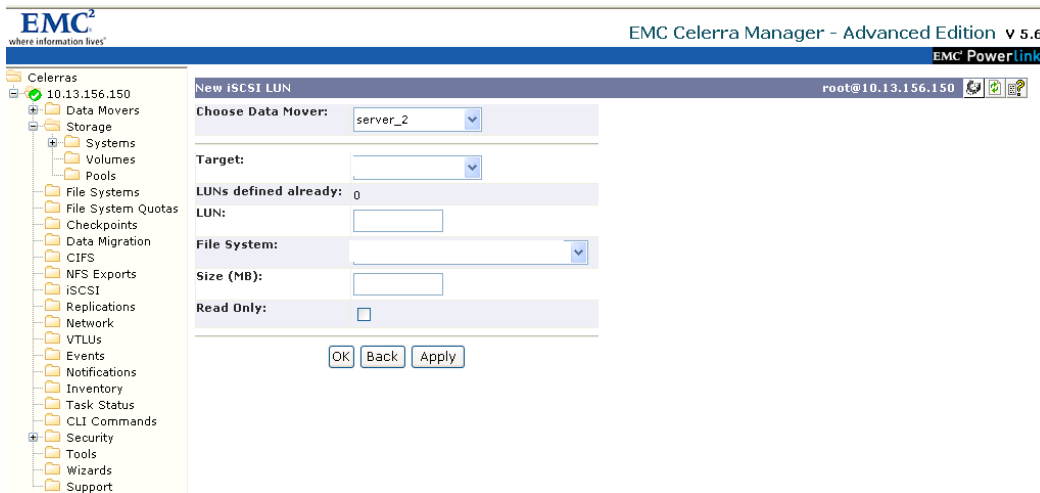 EMC²
where information lives®
EMC Celerra Manager - Advanced Edition v 5.6
EMC² Powerlink
Celerras
10.13.156.150
Data Movers
Storage
Systems
Volumes
Pools
File Systems
File System Quotas
Checkpoints
Data Migration
CIFS
NFS Exports
iSCSI
Replications
Network
VTLUs
Events
Notifications
Inventory
Task Status
CLI Commands
Security
Tools
Wizards
Support
New iSCSI LUN
root@10.13.156.150
Choose Data Mover: server_2
Target:
LUNs defined already: 0
LUN:
File System:
Size (MB):
Read Only:
OK Back Apply